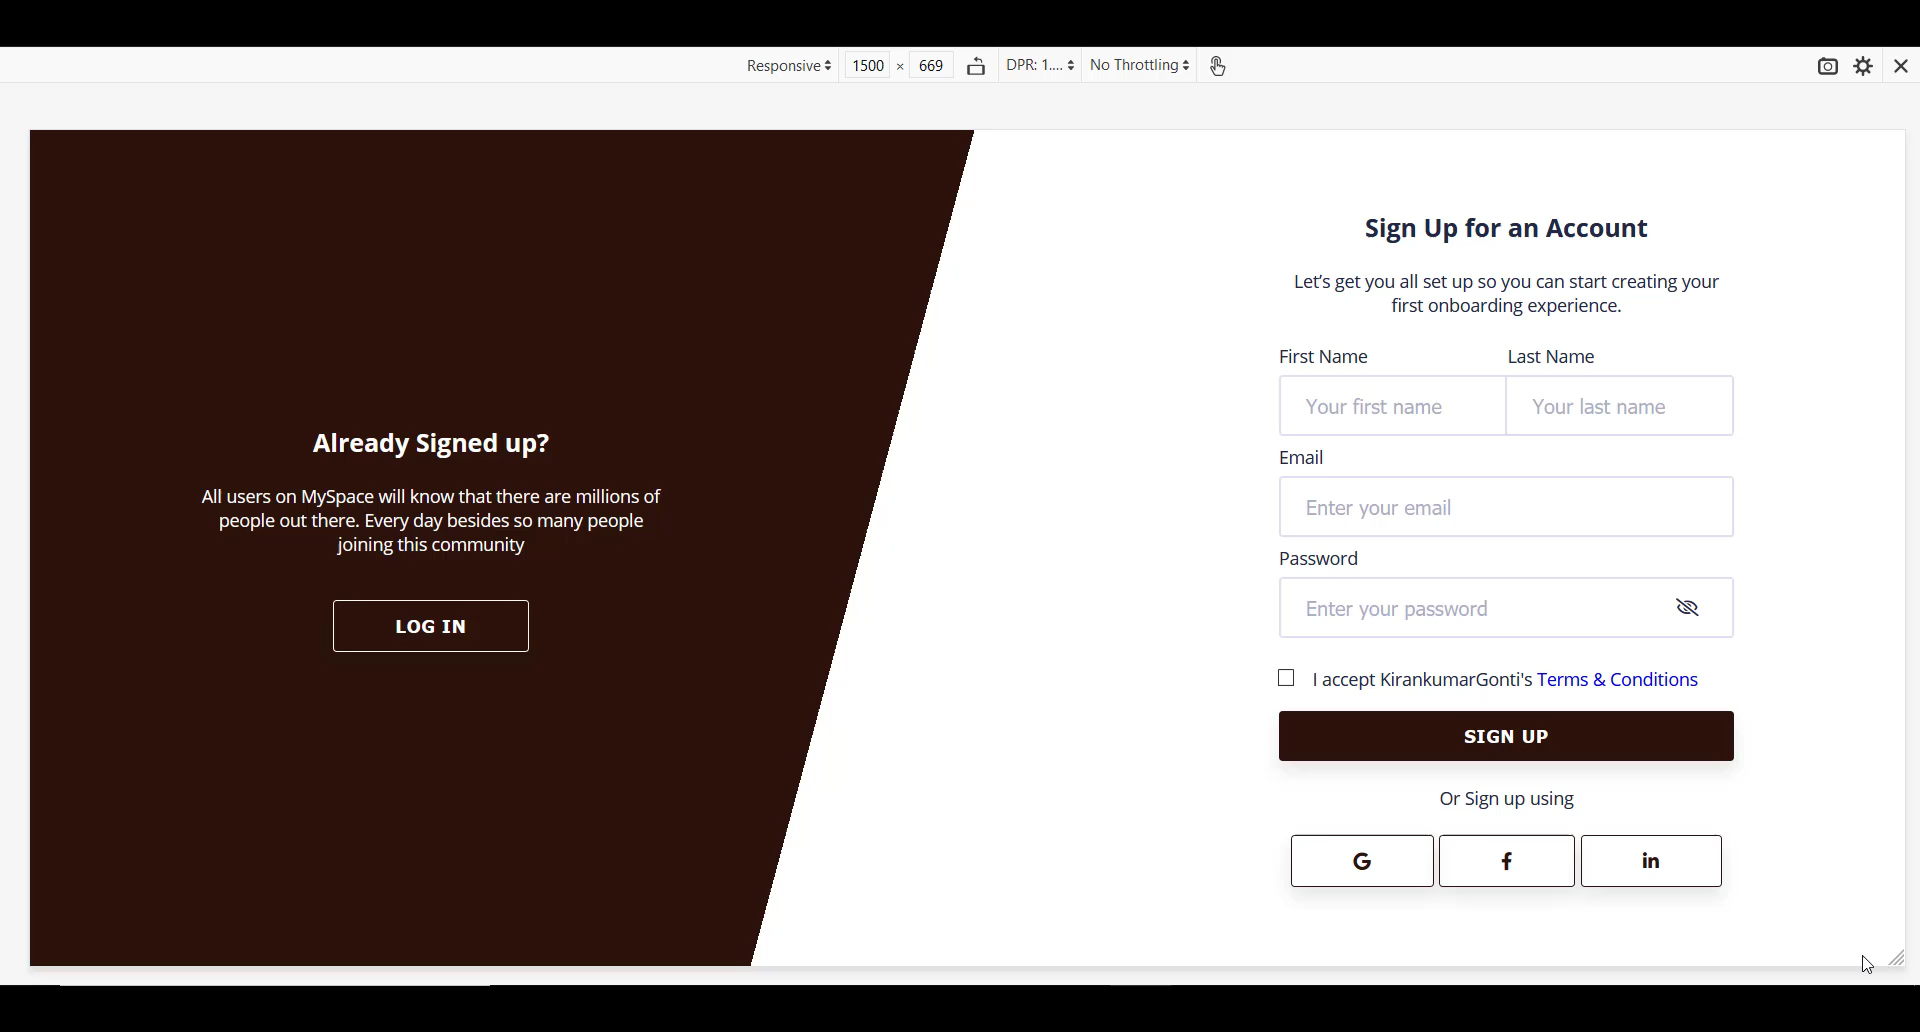 Responsive 1500 × 669 DPR: 1.... No Throttling
Already Signed up?
All users on MySpace will know that there are millions of
people out there. Every day besides so many people
joining this community
LOG IN
Sign Up for an Account
Let’s get you all set up so you can start creating your
first onboarding experience.
First Name Last Name
Your first name Your last name
Email
Enter your email
Password
Enter your password
I accept KirankumarGonti's Terms & Conditions
SIGN UP
Or Sign up using
G f in